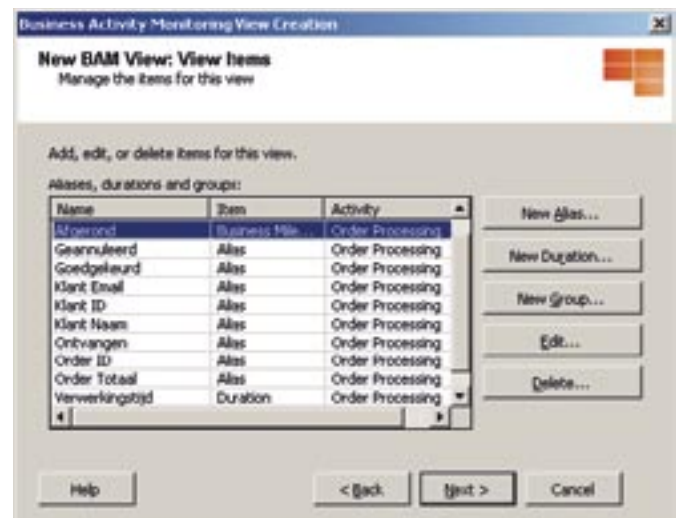 Business Activity Monitoring View Creation
New BAM View: View Items
Manage the items for this view
Add, edit, or delete items for this view.
Aliases, durations and groups:
Name Item Activity
Afgerond Business Mile... Order Processing
Geannuleerd Alias Order Processing
Goedgekeurd Alias Order Processing
Klant Email Alias Order Processing
Klant ID Alias Order Processing
Klant Naam Alias Order Processing
Ontvangen Alias Order Processing
Order ID Alias Order Processing
Order Totaal Alias Order Processing
Verwerkingstijd Duration Order Processing
New Alias...
New Duration...
New Group...
Edit...
Delete...
Help
< Back
Next >
Cancel